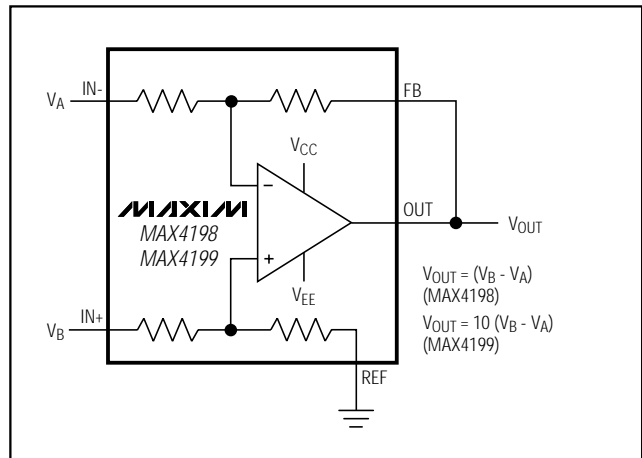 IN-
FB
VA
VCC
−
MAXIM
MAX4198
MAX4199
OUT
VOUT
+
VEE
IN+
VB
REF
VOUT = (VB - VA)
(MAX4198)
VOUT = 10 (VB - VA)
(MAX4199)